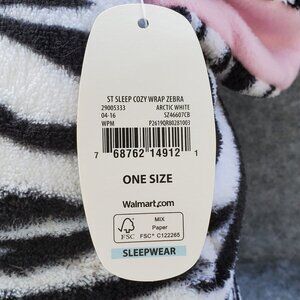 ST SLEEP COZY WRAP ZEBRA
29005333 ARCTIC WHITE
04-16 SZ46607CB
WPM P2619QR80281003
7 68762 14912 1
ONE SIZE
Walmart.com
FSC
MIX
Paper
FSC® C122265
SLEEPWEAR